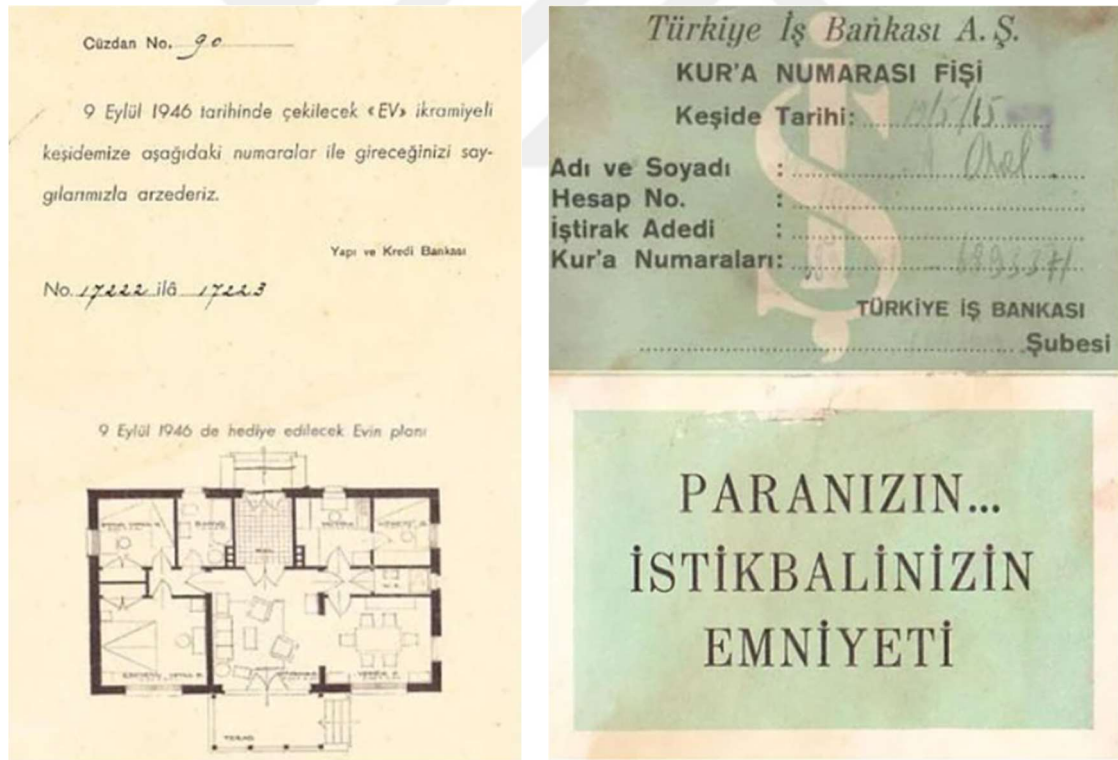 Cüzdan No. 90
9 Eylül 1946 tarihinde çekilecek «EV» ikramiyeli
keşidemize aşağıdaki numaralar ile gireceğinizi say-
gılarımızla arzederiz.
Yapı ve Kredi Bankası
No. 17222 ilâ 17223
9 Eylül 1946 de hediye edilecek Evin planı
TERAS
Türkiye İş Bankası A. Ş.
KUR'A NUMARASI FİŞİ
Keşide Tarihi:
Adı ve Soyadı :
Hesap No. :
İştirak Adedi :
Kur'a Numaraları:
TÜRKİYE İŞ BANKASI
Şubesi
PARANIZIN...
İSTİKBALİNİZİN
EMNİYETİ